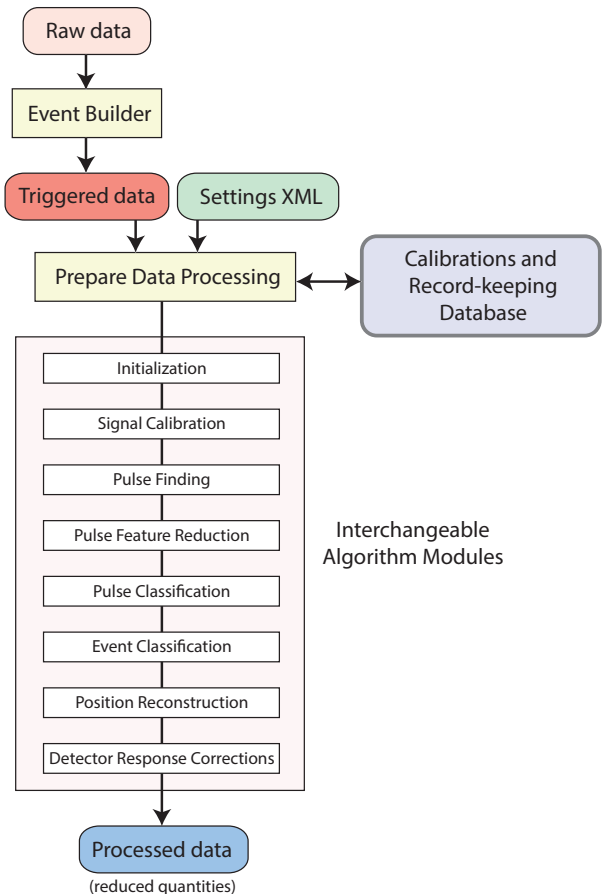 Raw data
Event Builder
Triggered data
Settings XML
Prepare Data Processing
Calibrations and
Record-keeping
Database
Initialization
Signal Calibration
Pulse Finding
Pulse Feature Reduction
Pulse Classification
Event Classification
Position Reconstruction
Detector Response Corrections
Interchangeable
Algorithm Modules
Processed data
(reduced quantities)